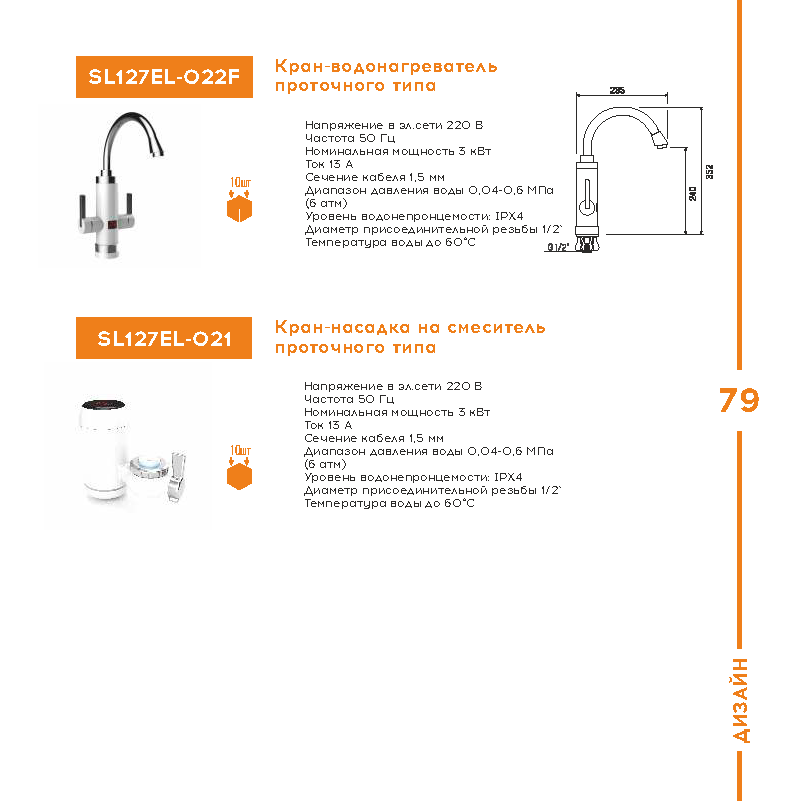 SL127EL-022F
Кран-водонагреватель
проточного типа
Напряжение в эл.сети 220 В
Частота 50 Гц
Номинальная мощность 3 кВт
Ток 13 А
Сечение кабеля 1,5 мм
Диапазон давления воды 0,04-0,6 МПа
(6 атм)
Уровень водонепронцемости: IPX4
Диаметр присоединительной резьбы 1/2`
Температура воды до 60°С
10шт
285
352
240
G1/2"
SL127EL-021
Кран-насадка на смеситель
проточного типа
Напряжение в эл.сети 220 В
Частота 50 Гц
Номинальная мощность 3 кВт
Ток 13 А
Сечение кабеля 1,5 мм
Диапазон давления воды 0,04-0,6 МПа
(6 атм)
Уровень водонепронцемости: IPX4
Диаметр присоединительной резьбы 1/2`
Температура воды до 60°С
10шт
79
ДИЗАЙН